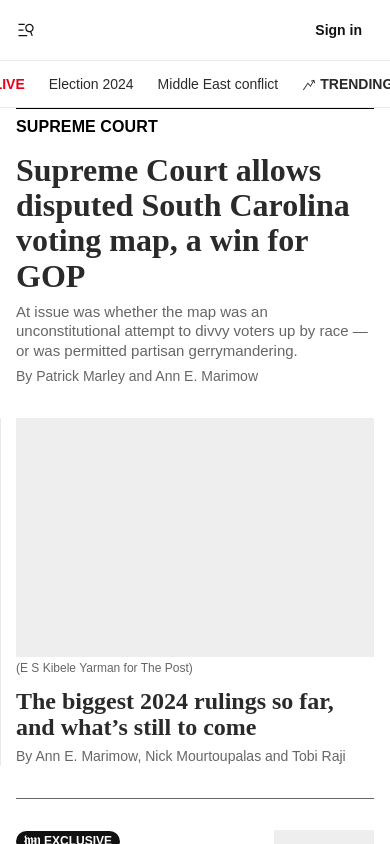 Sign in
LIVE
Election 2024
Middle East conflict
TRENDING
SUPREME COURT
Supreme Court allows
disputed South Carolina
voting map, a win for
GOP
At issue was whether the map was an
unconstitutional attempt to divvy voters up by race —
or was permitted partisan gerrymandering.
By Patrick Marley and Ann E. Marimow
(E S Kibele Yarman for The Post)
The biggest 2024 rulings so far,
and what’s still to come
By Ann E. Marimow, Nick Mourtoupalas and Tobi Raji
EXCLUSIVE